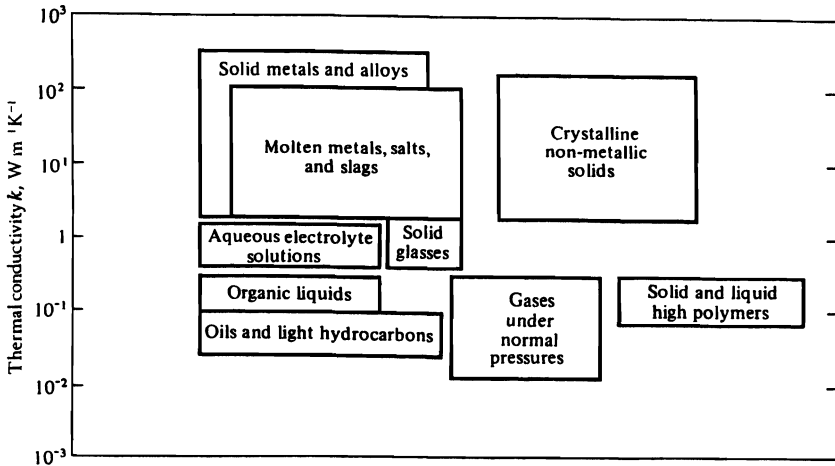 10³
10²
10¹
1
10⁻¹
10⁻²
10⁻³
Thermal conductivity k, W m⁻¹K⁻¹
Solid metals and alloys
Molten metals, salts,
and slags
Crystalline
non-metallic
solids
Aqueous electrolyte
solutions
Solid
glasses
Organic liquids
Oils and light hydrocarbons
Gases
under
normal
pressures
Solid and liquid
high polymers